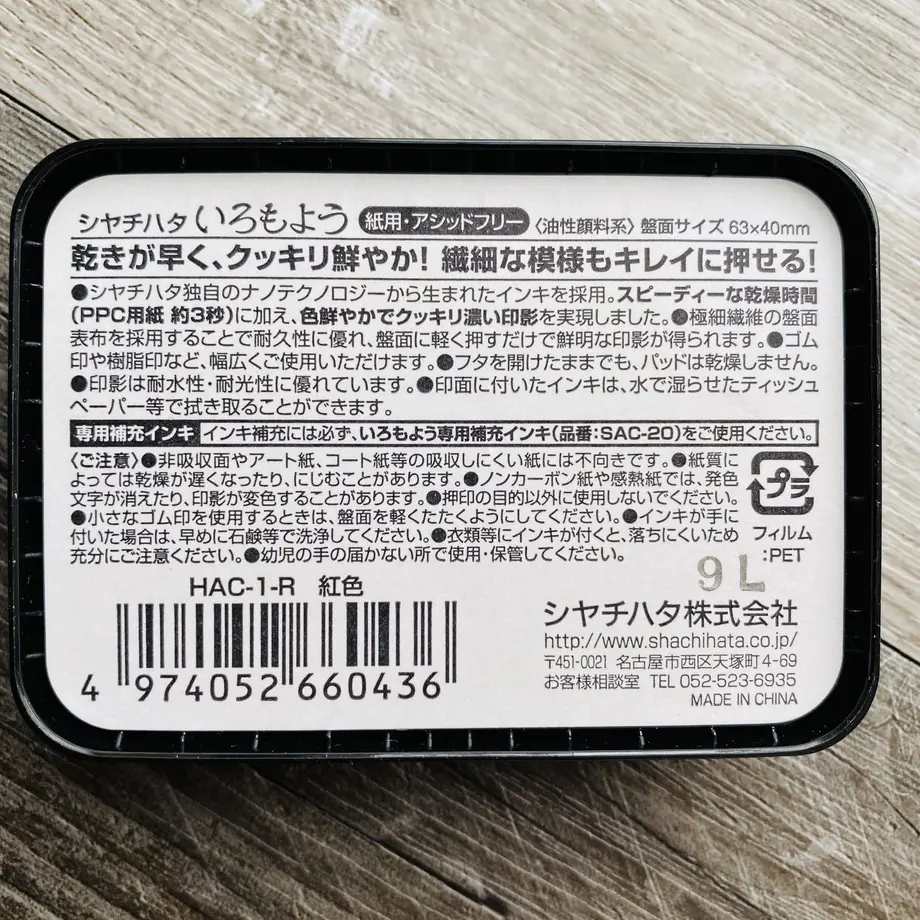 シヤチハタ いろもよう 紙用・アシッドフリー 〈油性顔料系〉 盤面サイズ 63×40mm
乾きが早く、クッキリ鮮やか! 繊細な模様もキレイに押せる!
●シヤチハタ独自のナノテクノロジーから生まれたインキを採用。スピーディーな乾燥時間
(PPC用紙 約3秒)に加え、色鮮やかでクッキリ濃い印影を実現しました。●極細繊維の盤面
表布を採用することで耐久性に優れ、盤面に軽く押すだけで鮮明な印影が得られます。●ゴム
印や樹脂印など、幅広くご使用いただけます。●フタを開けたままでも、パッドは乾燥しません。
●印影は耐水性・耐光性に優れています。●印面に付いたインキは、水で湿らせたティッシュ
ペーパー等で拭き取ることができます。
専用補充インキ インキ補充には必ず、いろもよう専用補充インキ(品番:SAC-20)をご使用ください。
〈ご注意〉●非吸収面やアート紙、コート紙等の吸収しにくい紙には不向きです。●紙質に
よっては乾燥が遅くなったり、にじむことがあります。●ノンカーボン紙や感熱紙では、発色
文字が消えたり、印影が変色することがあります。●押印の目的以外に使用しないでください。
●小さなゴム印を使用するときは、盤面を軽くたたくようにしてください。●インキが手に
付いた場合は、早めに石鹸等で洗浄してください。●衣類等にインキが付くと、落ちにくいため
充分にご注意ください。●幼児の手の届かない所で使用・保管してください。
プラ
フィルム
:PET
9L
HAC-1-R 紅色
4 974052 660436
シヤチハタ株式会社
http://www.shachihata.co.jp/
〒451-0021 名古屋市西区天塚町4-69
お客様相談室 TEL 052-523-6935
MADE IN CHINA